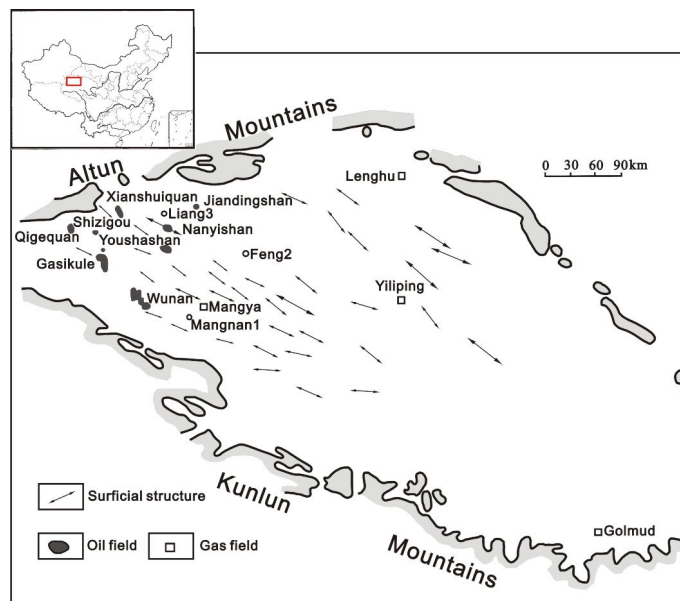 Mountains
Altun
Lenghu
0 30 60 90km
Xianshuiquan
Jiandingshan
Liang3
Shizigou
Nanyishan
Qigequan
Youshashan
Gasikule
Feng2
Yiliping
Wunan
Mangya
Mangnan1
Kunlun
Mountains
Surficial structure
Oil field
Gas field
Golmud